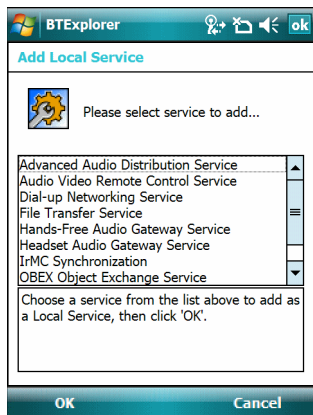 BTExplorer ok
Add Local Service
Please select service to add...
Advanced Audio Distribution Service
Audio Video Remote Control Service
Dial-up Networking Service
File Transfer Service
Hands-Free Audio Gateway Service
Headset Audio Gateway Service
IrMC Synchronization
OBEX Object Exchange Service
Choose a service from the list above to add as
a Local Service, then click 'OK'.
OK Cancel